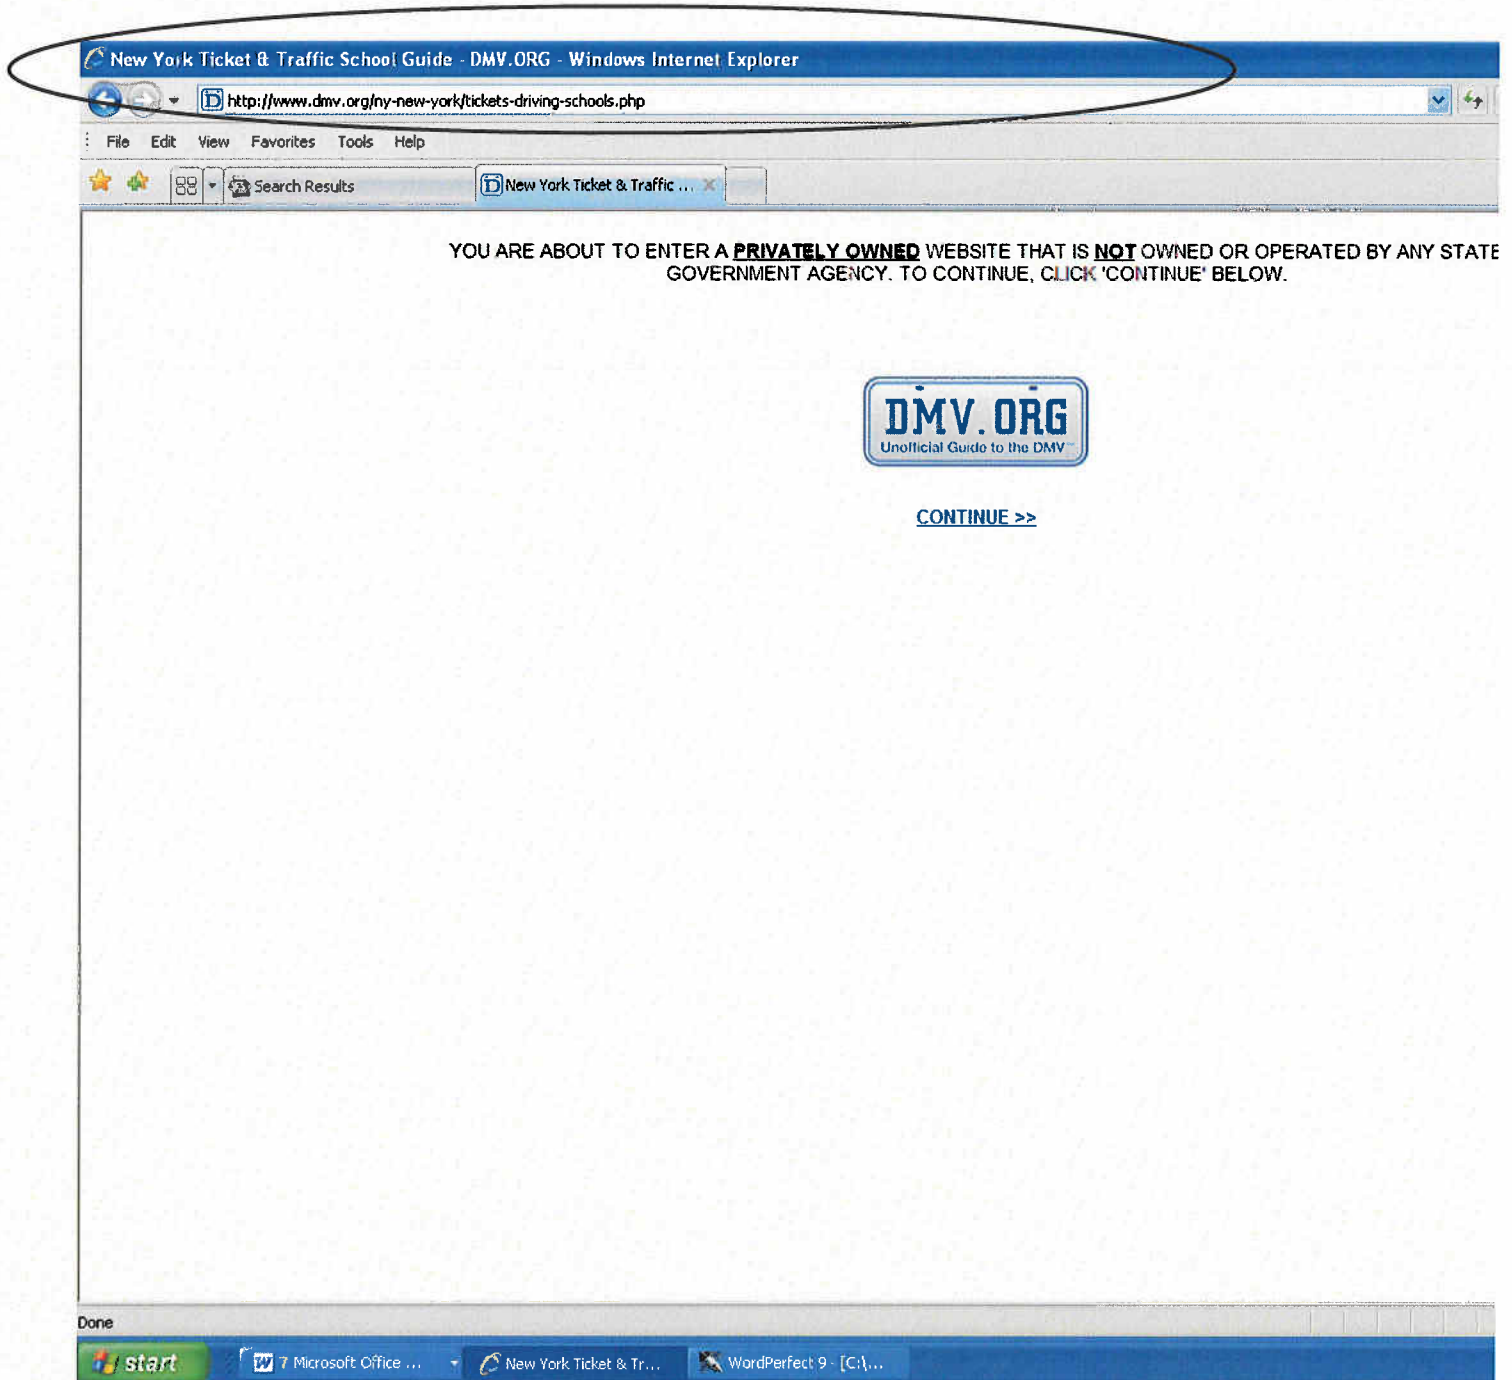 New York Ticket & Traffic School Guide - DMV.ORG - Windows Internet Explorer
http://www.dmv.org/ny-new-york/tickets-driving-schools.php
File Edit View Favorites Tools Help
Search Results New York Ticket & Traffic ...
YOU ARE ABOUT TO ENTER A PRIVATELY OWNED WEBSITE THAT IS NOT OWNED OR OPERATED BY ANY STATE
GOVERNMENT AGENCY. TO CONTINUE, CLICK 'CONTINUE' BELOW.
DMV.ORG
Unofficial Guide to the DMV
CONTINUE >>
Done
start 7 Microsoft Office ... New York Ticket & Tr... WordPerfect 9 - [C:\...